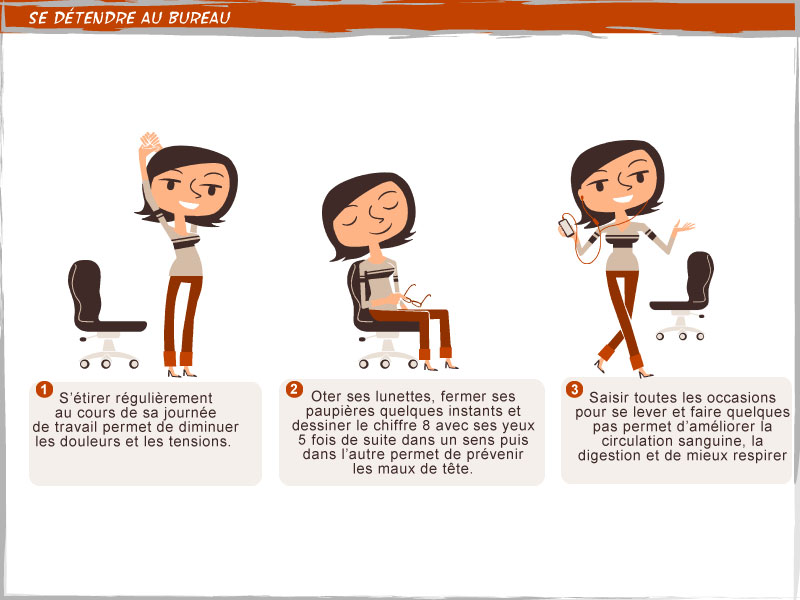 SE DÉTENDRE AU BUREAU
1
S’étirer régulièrement
au cours de sa journée
de travail permet de diminuer
les douleurs et les tensions.
2
Oter ses lunettes, fermer ses
paupières quelques instants et
dessiner le chiffre 8 avec ses yeux
5 fois de suite dans un sens puis
dans l’autre permet de prévenir
les maux de tête.
3
Saisir toutes les occasions
pour se lever et faire quelques
pas permet d’améliorer la
circulation sanguine, la
digestion et de mieux respirer